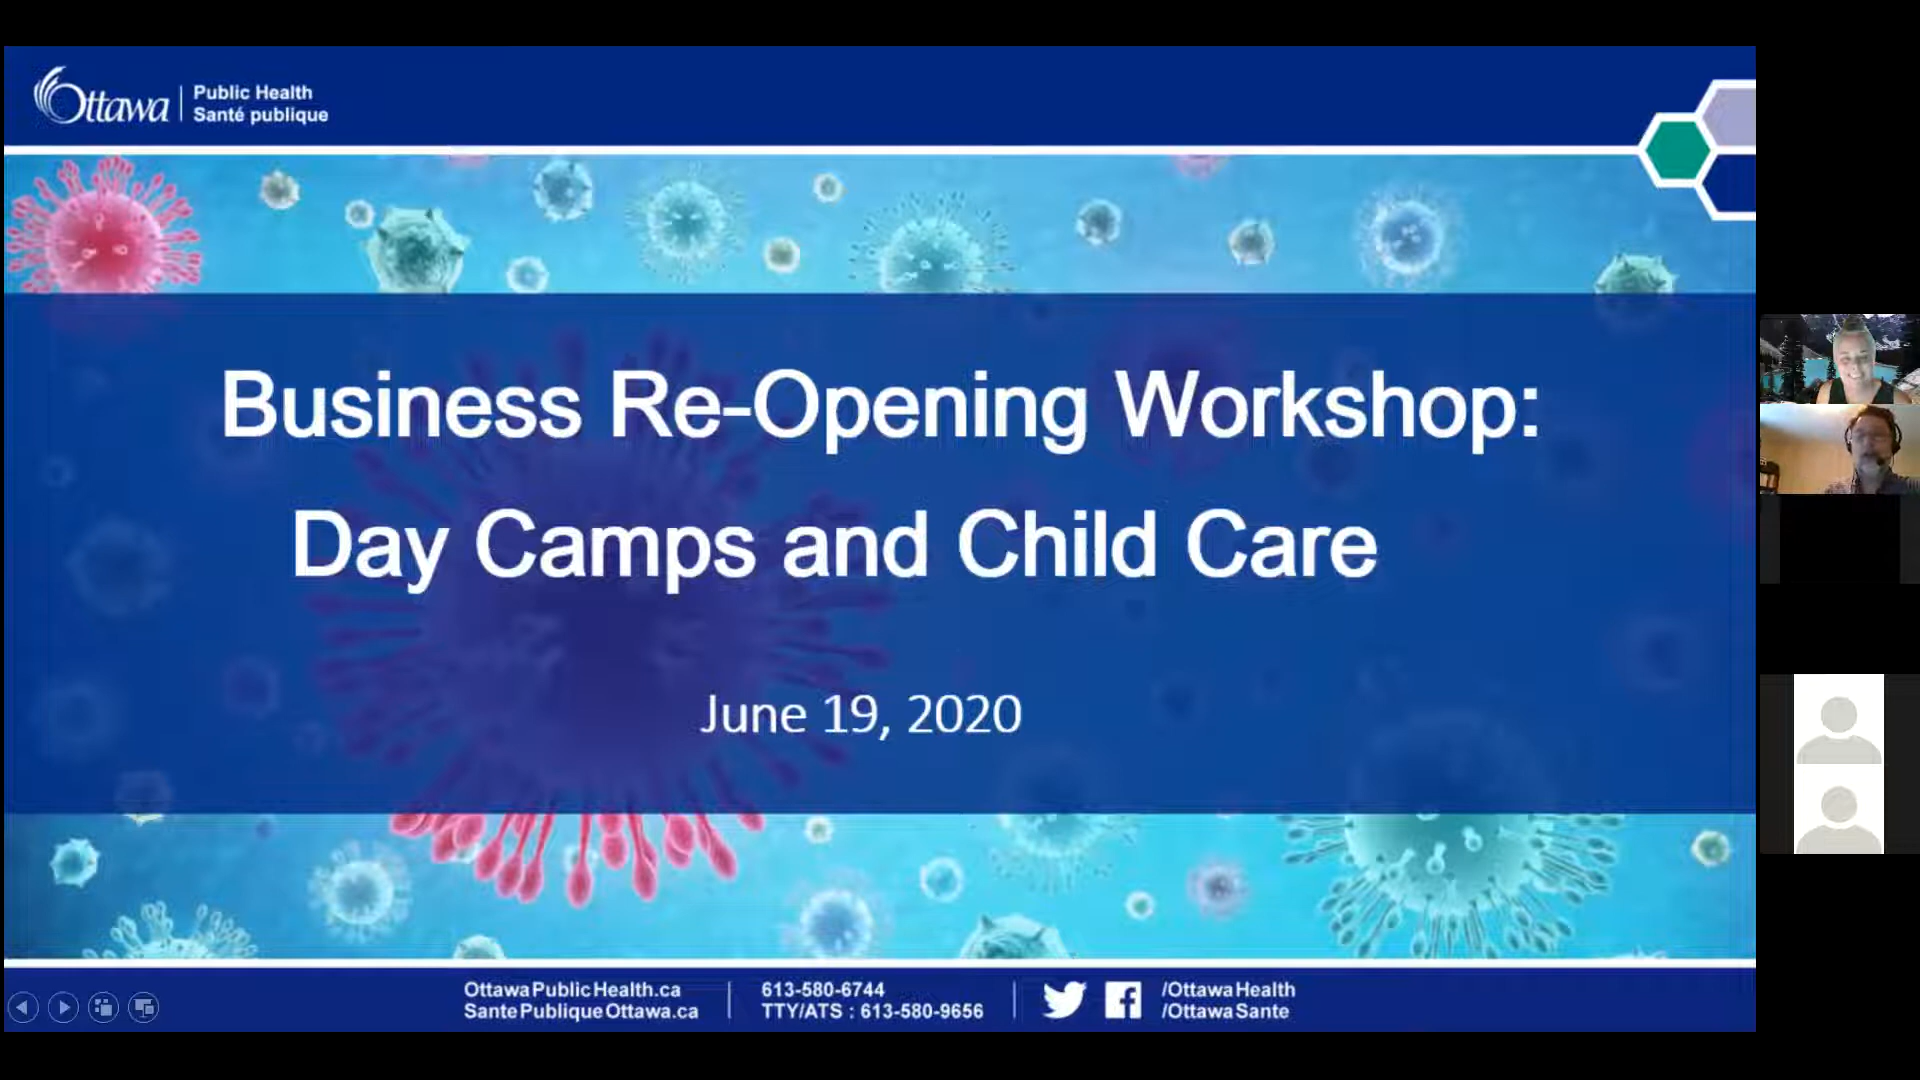 Ottawa
Public Health
Santé publique
Business Re-Opening Workshop:
Day Camps and Child Care
June 19, 2020
OttawaPublicHealth.ca
SantePubliqueOttawa.ca
613-580-6744
TTY/ATS : 613-580-9656
/OttawaHealth
/OttawaSante